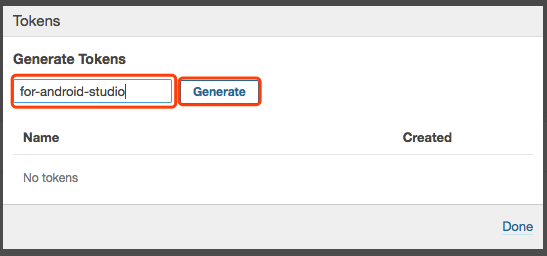 Tokens
Generate Tokens
for-android-studio
Generate
Name Created
No tokens
Done